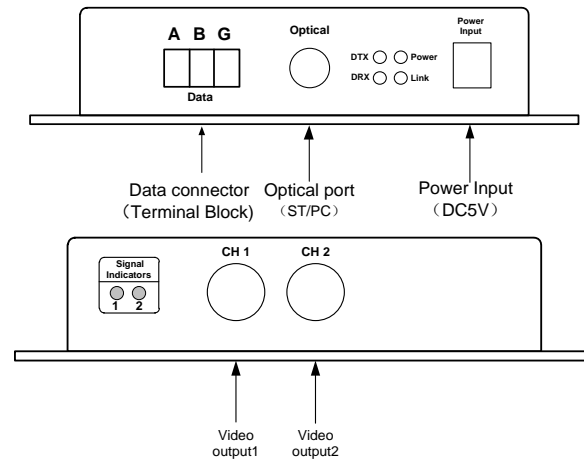 A B G
Data
Optical
DTX Power
DRX Link
Power
Input
Data connector
（Terminal Block）
Optical port
（ST/PC）
Power Input
（DC5V）
Signal
Indicators
1 2
CH 1
CH 2
Video
output1
Video
output2